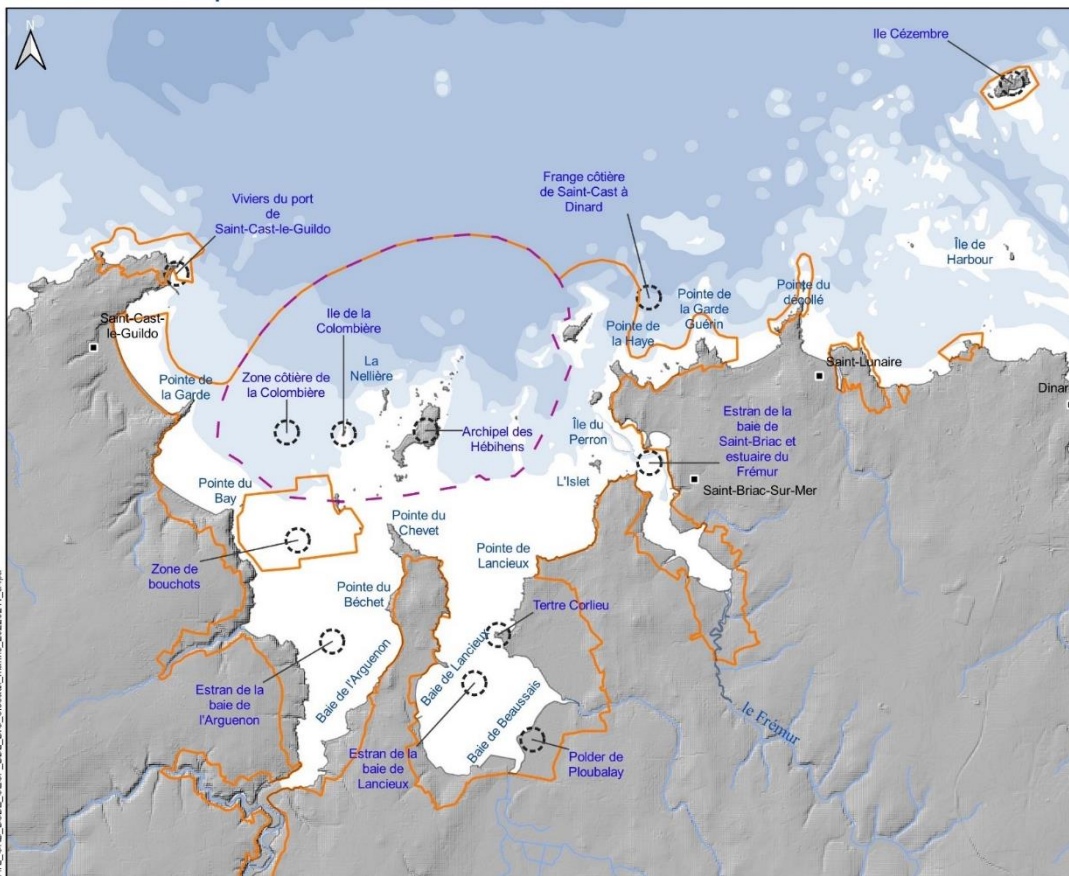 N
Ile Cézembre
Frange côtière
de Saint-Cast à
Dinard
Viviers du port
de
Saint-Cast-le-Guildo
Île de
Harbour
Pointe du
décollé
Pointe de
la Garde
Guérin
Pointe de
la Haye
Saint-Cast-
le-Guildo
Ile de la
Colombière
La
Nellière
Saint-Lunaire
Pointe de
la Garde
Zone côtière de
la Colombière
Dinar
Archipel des
Hébihens
Île du
Perron
Estran de la
baie de
Saint-Briac et
estuaire du
Frémur
Pointe du
Bay
L'Islet
Saint-Briac-Sur-Mer
Pointe du
Chevet
Pointe de
Lancieux
Zone de
bouchots
Pointe du
Béchet
Tertre Corlieu
Baie de Lancieux
Baie de l'Arguenon
Estran de la
baie de
l'Arguenon
Baie de Beaussais
le Frémur
Estran de la
baie de
Lancieux
Polder de
Ploubalay